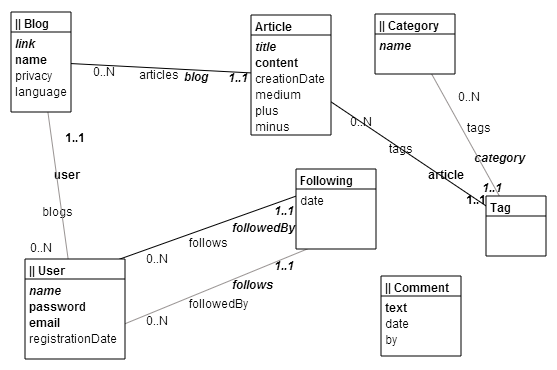 || Blog
link
name
privacy
language
Article
title
content
creationDate
medium
plus
minus
|| Category
name
0..N
articles
blog
1..1
0..N
tags
article
1..1
0..N
tags
category
1..1
1..1
user
blogs
0..N
Following
date
Tag
|| User
name
password
email
registrationDate
0..N
follows
followedBy
1..1
0..N
followedBy
follows
1..1
|| Comment
text
date
by